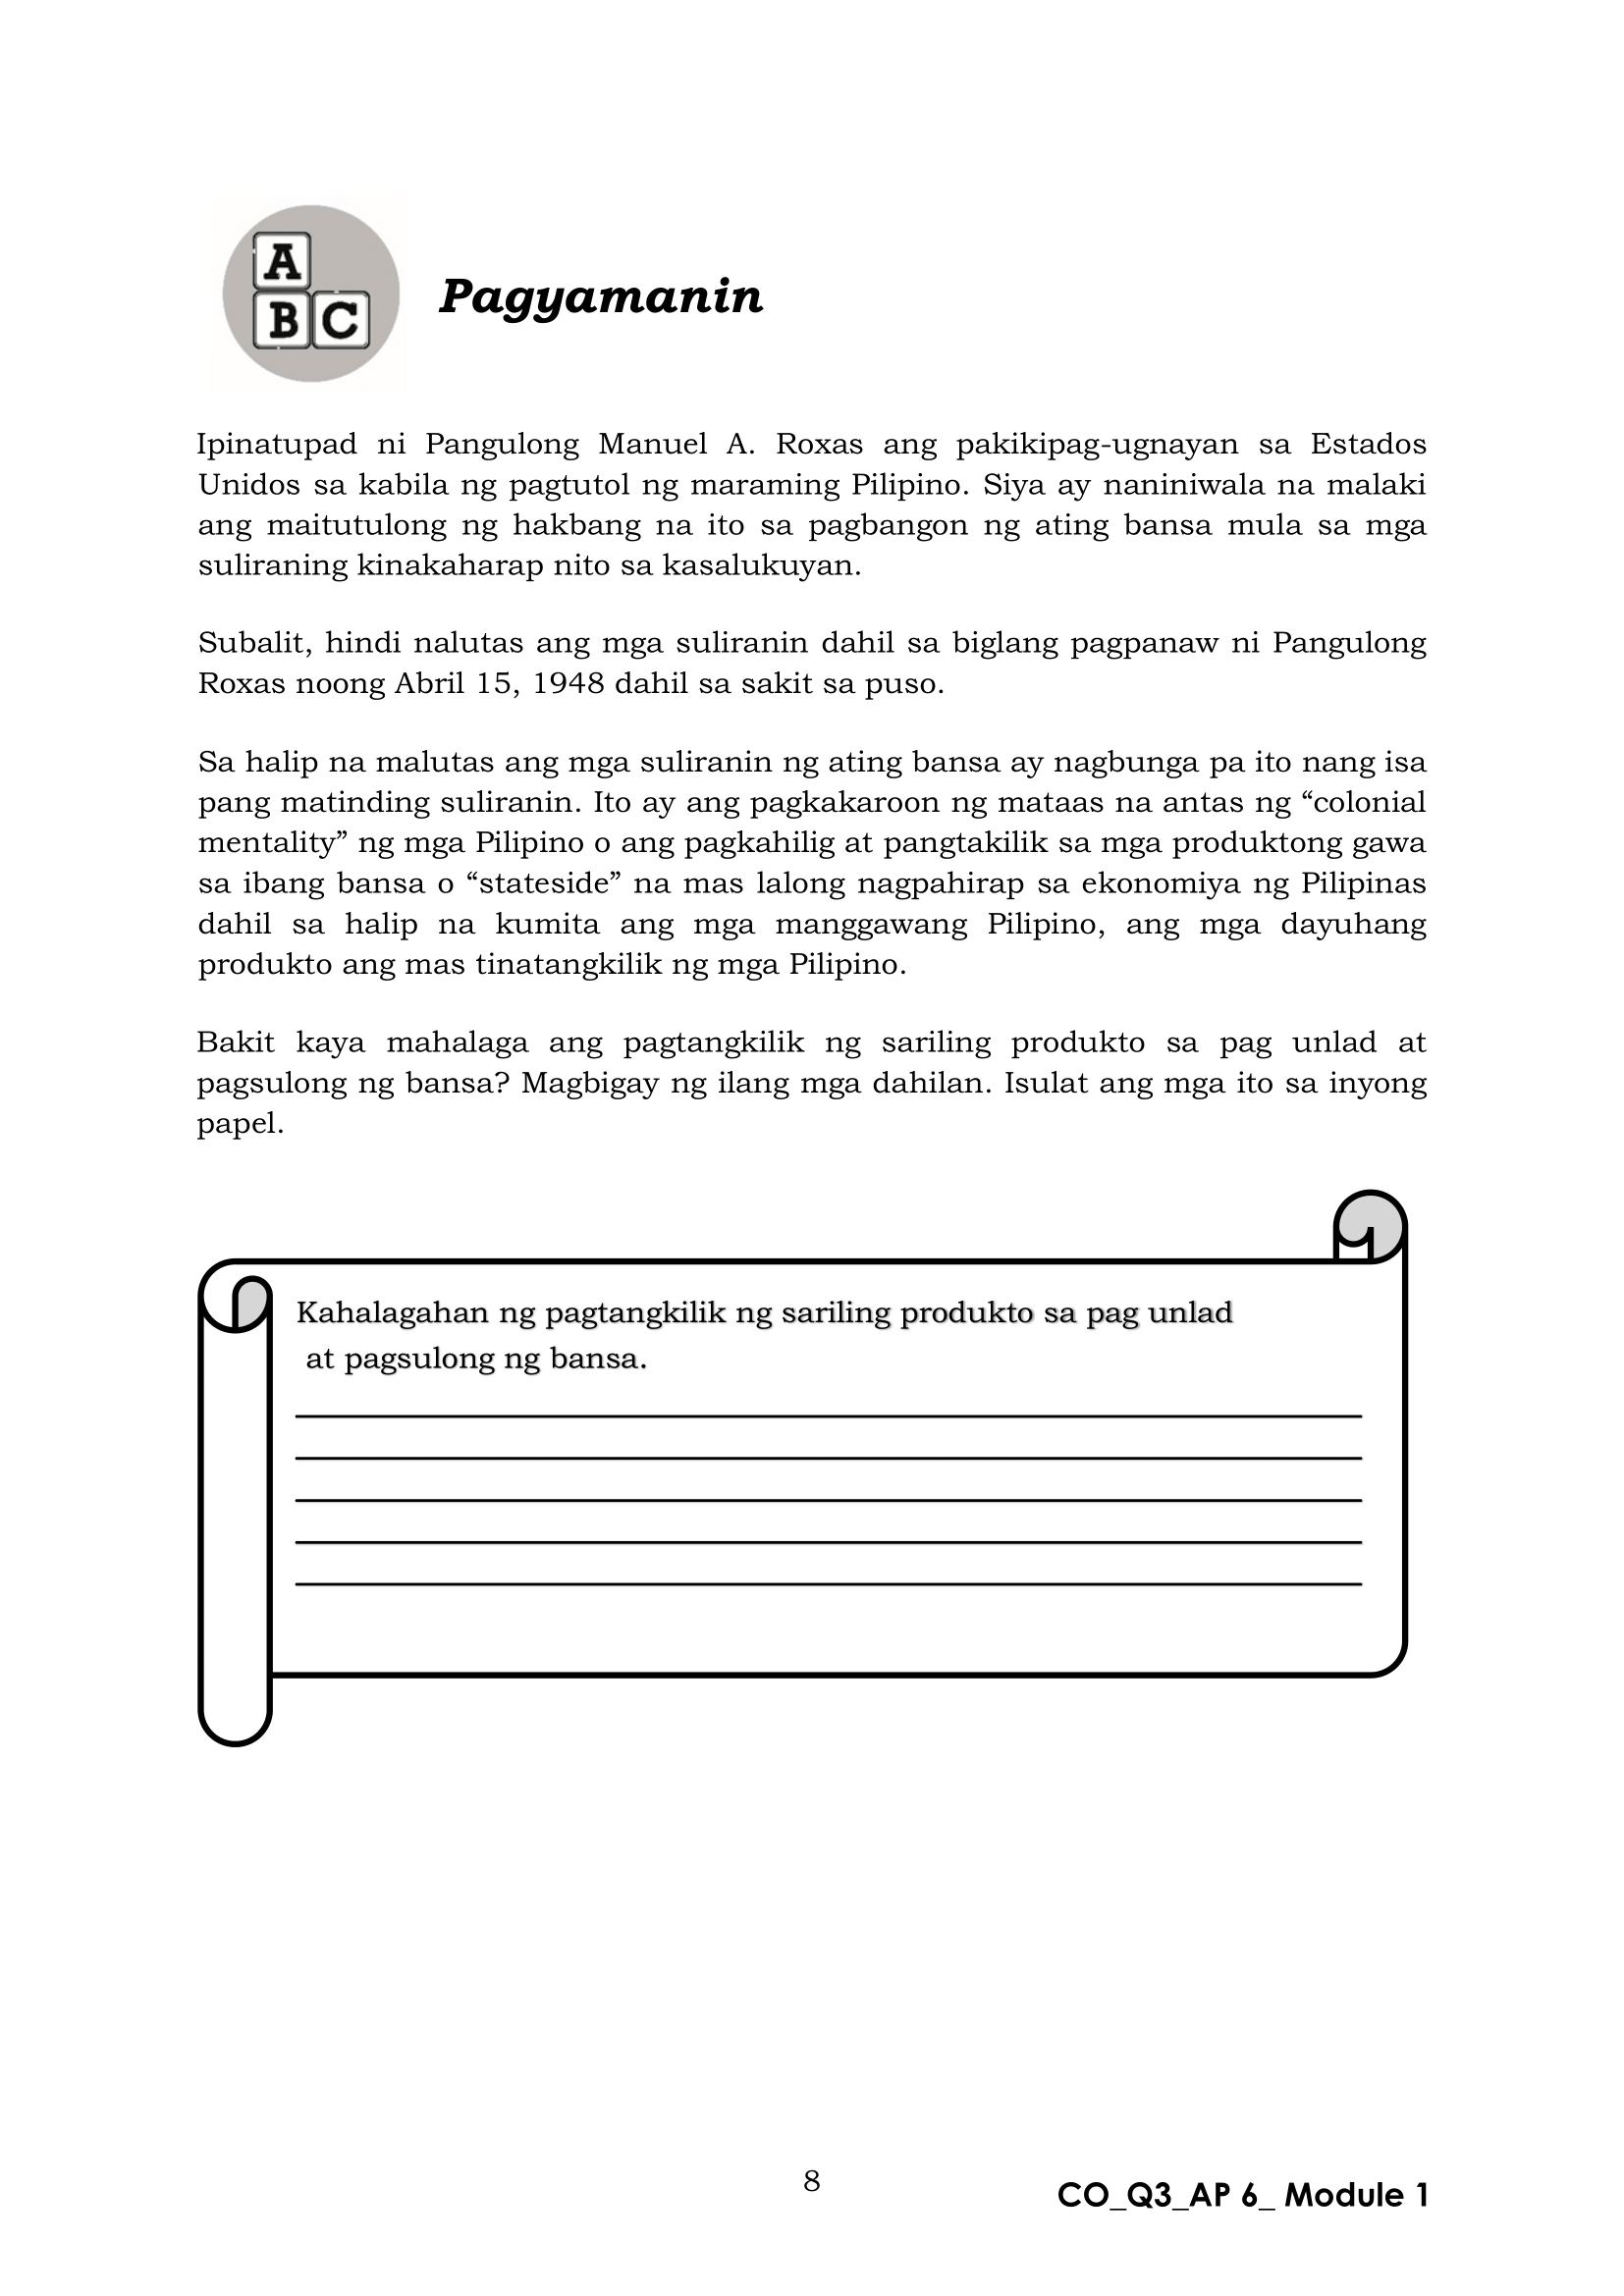 A
B C
Pagyamanin
Ipinatupad ni Pangulong Manuel A. Roxas ang pakikipag-ugnayan sa Estados
Unidos sa kabila ng pagtutol ng maraming Pilipino. Siya ay naniniwala na malaki
ang maitutulong ng hakbang na ito sa pagbangon ng ating bansa mula sa mga
suliraning kinakaharap nito sa kasalukuyan.
Subalit, hindi nalutas ang mga suliranin dahil sa biglang pagpanaw ni Pangulong
Roxas noong Abril 15, 1948 dahil sa sakit sa puso.
Sa halip na malutas ang mga suliranin ng ating bansa ay nagbunga pa ito nang isa
pang matinding suliranin. Ito ay ang pagkakaroon ng mataas na antas ng “colonial
mentality” ng mga Pilipino o ang pagkahilig at pangtakilik sa mga produktong gawa
sa ibang bansa o “stateside” na mas lalong nagpahirap sa ekonomiya ng Pilipinas
dahil sa halip na kumita ang mga manggawang Pilipino, ang mga dayuhang
produkto ang mas tinatangkilik ng mga Pilipino.
Bakit kaya mahalaga ang pagtangkilik ng sariling produkto sa pag unlad at
pagsulong ng bansa? Magbigay ng ilang mga dahilan. Isulat ang mga ito sa inyong
papel.
Kahalagahan ng pagtangkilik ng sariling produkto sa pag unlad
at pagsulong ng bansa.
8
CO_Q3_AP 6_ Module 1